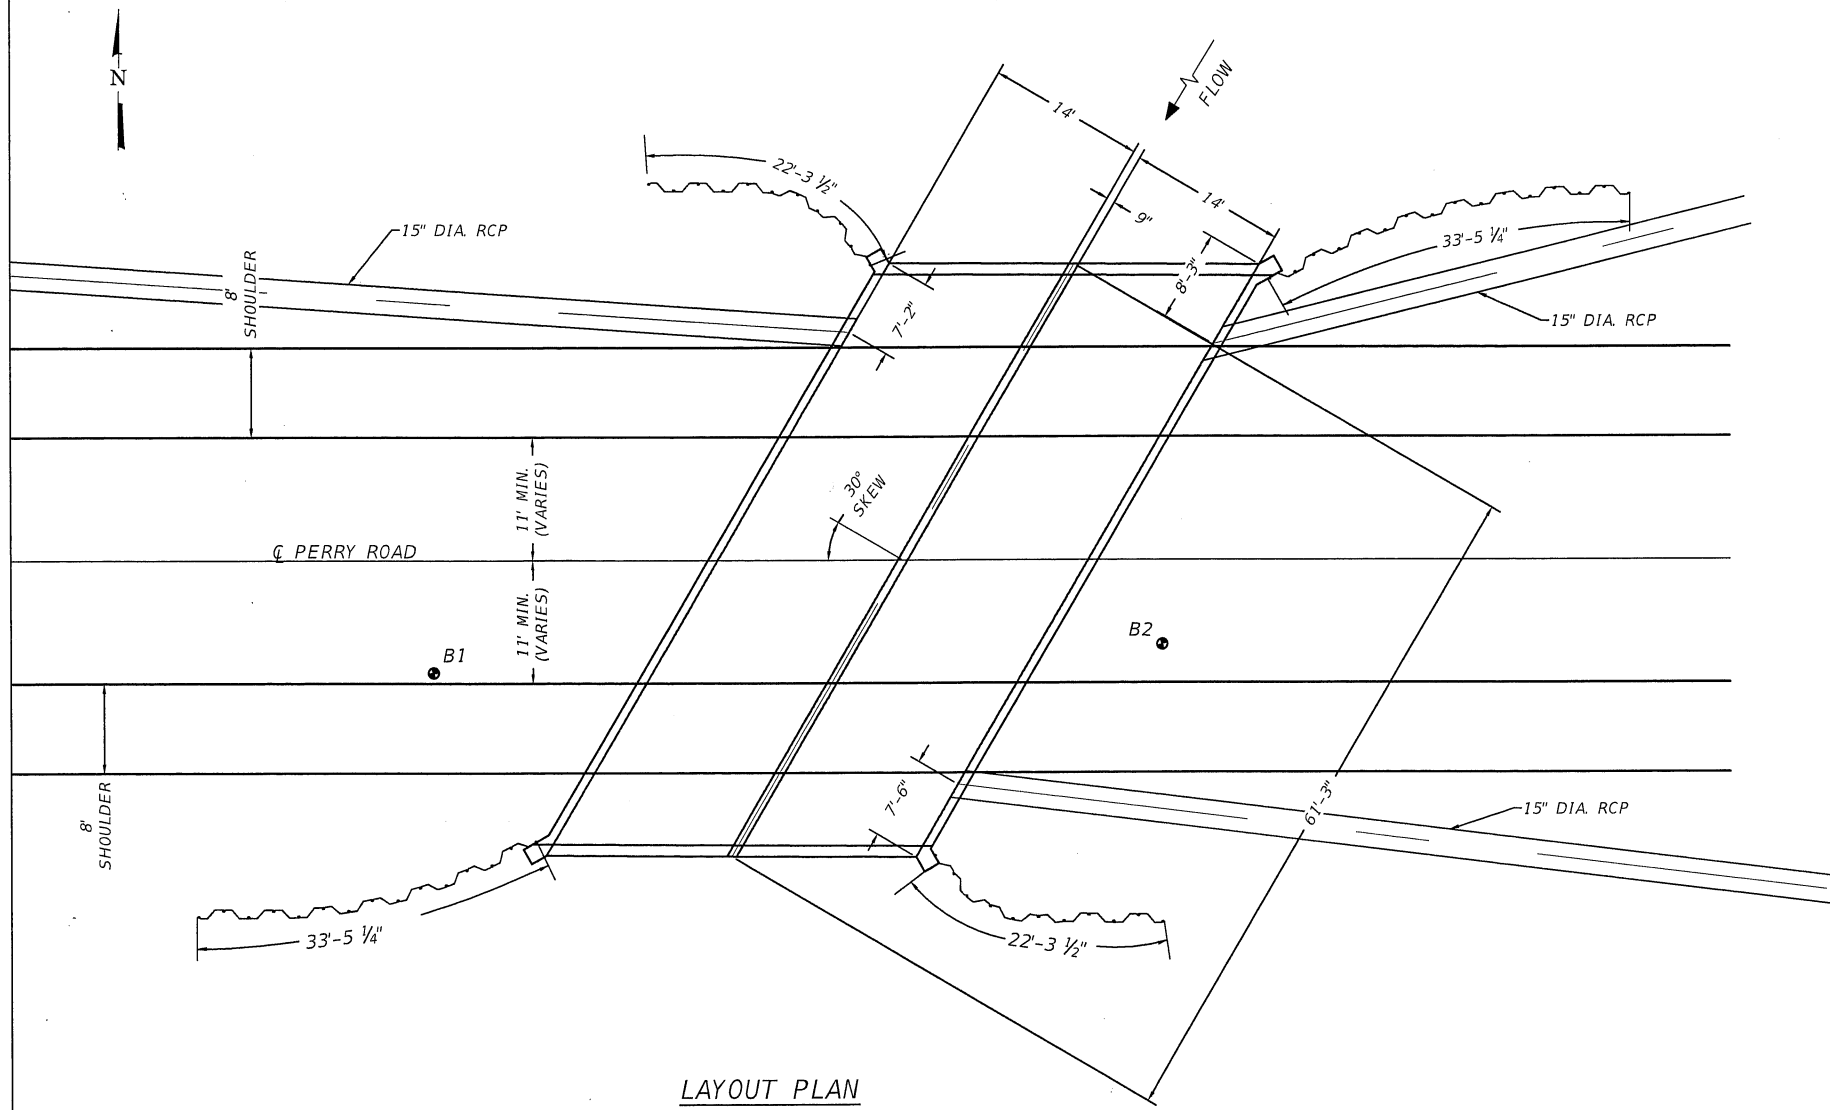 N
FLOW
14'
22'-3 ½"
14'
9"
15" DIA. RCP
33'-5 ¼"
8'-3"
8'
SHOULDER
7'-2"
15" DIA. RCP
30°
SKEW
11' MIN.
(VARIES)
℄ PERRY ROAD
11' MIN.
(VARIES)
B1
B2
7'-6"
61'-3"
15" DIA. RCP
8'
SHOULDER
33'-5 ¼"
22'-3 ½"
LAYOUT PLAN